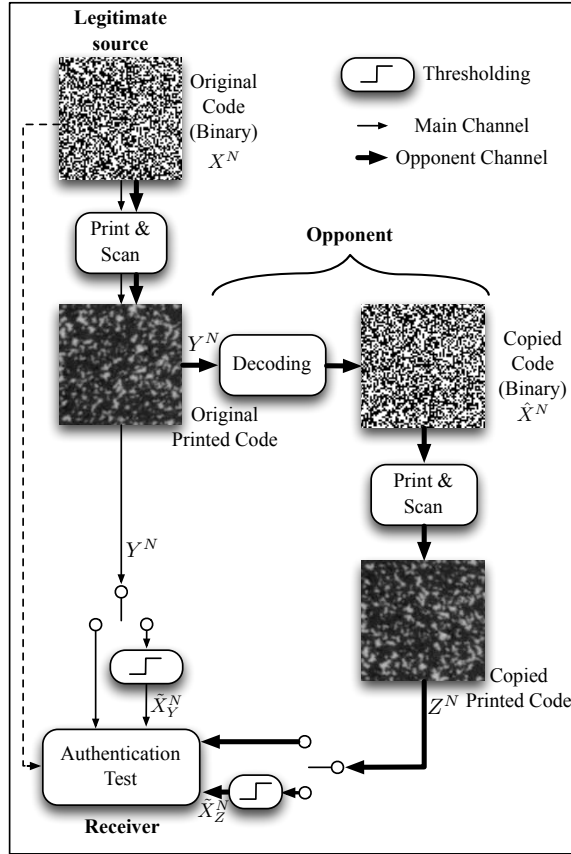 Legitimate
source
Original
Code
(Binary)
X^N
Thresholding
Main Channel
Opponent Channel
Print &
Scan
Opponent
Y^N
Decoding
Original
Printed Code
Copied
Code
(Binary)
X̂^N
Print &
Scan
Y^N
X̃_Y^N
Copied
Printed Code
Z^N
Authentication
Test
X̃_Z^N
Receiver